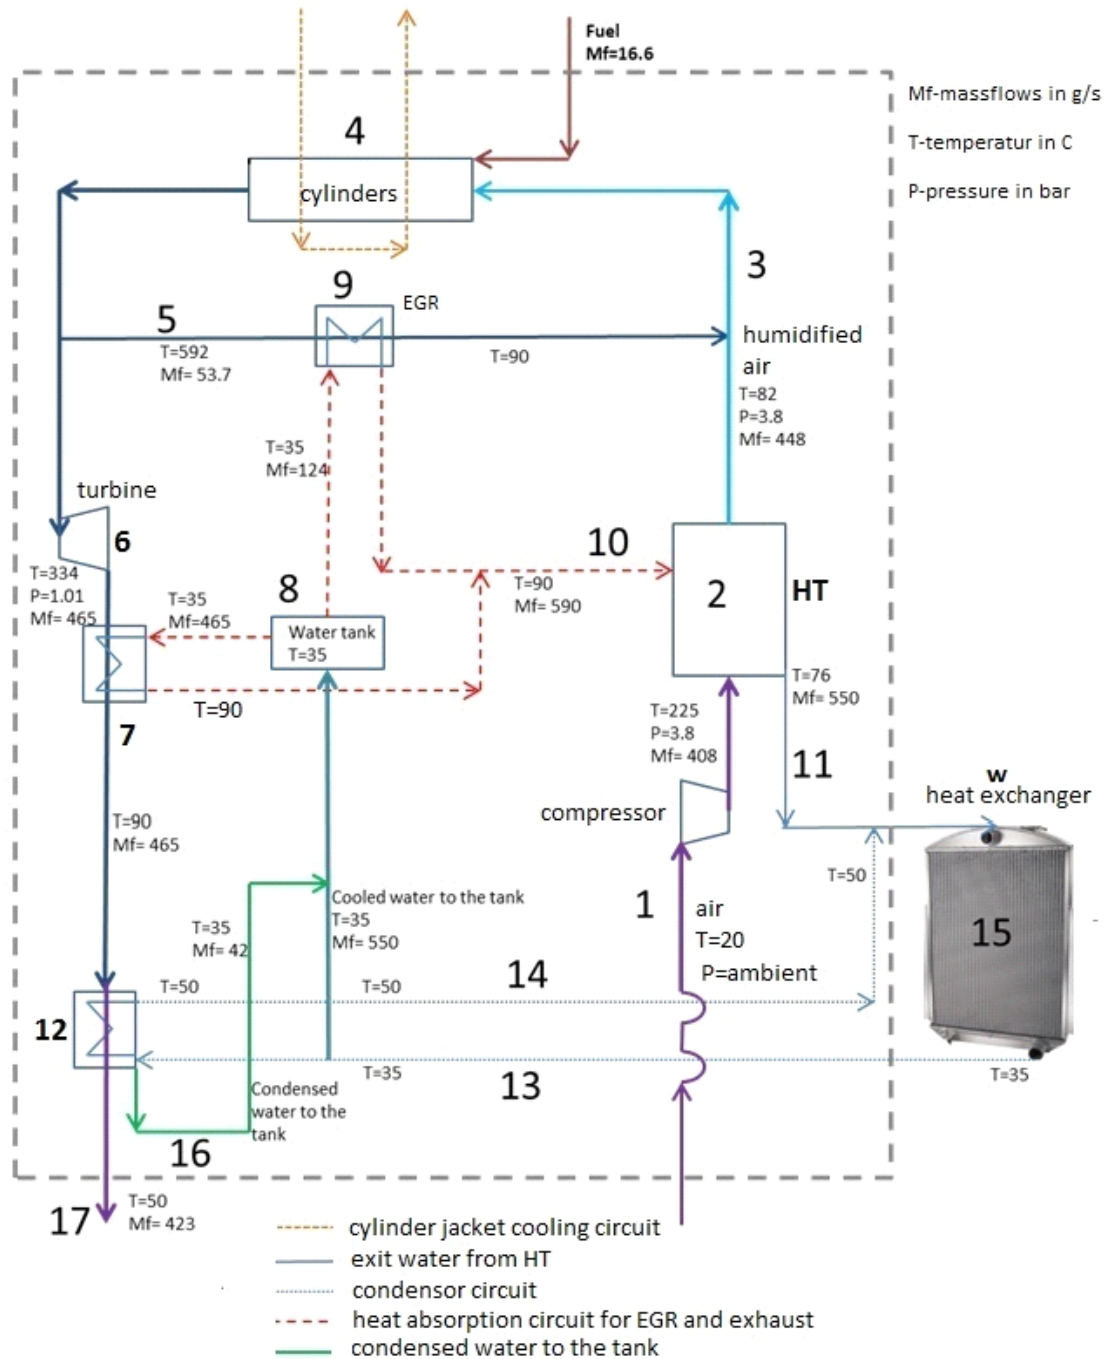 Fuel
Mf=16.6
Mf-massflows in g/s
T-temperatur in C
P-pressure in bar
4
cylinders
3
9
EGR
5
T=592
Mf= 53.7
T=90
humidified
air
T=82
P=3.8
Mf= 448
T=35
Mf=124
turbine
6
T=334
P=1.01
Mf= 465
T=35
Mf=465
8
Water tank
T=35
10
T=90
Mf= 590
2
HT
T=90
7
T=225
P=3.8
Mf= 408
T=76
Mf= 550
11
compressor
w
heat exchanger
T=90
Mf= 465
T=50
15
1
air
T=20
P=ambient
Cooled water to the tank
T=35
Mf= 550
T=35
Mf= 42
T=50
T=50
14
12
T=35
13
T=35
Condensed
water to the
tank
16
17
T=50
Mf= 423
cylinder jacket cooling circuit
exit water from HT
condensor circuit
heat absorption circuit for EGR and exhaust
condensed water to the tank